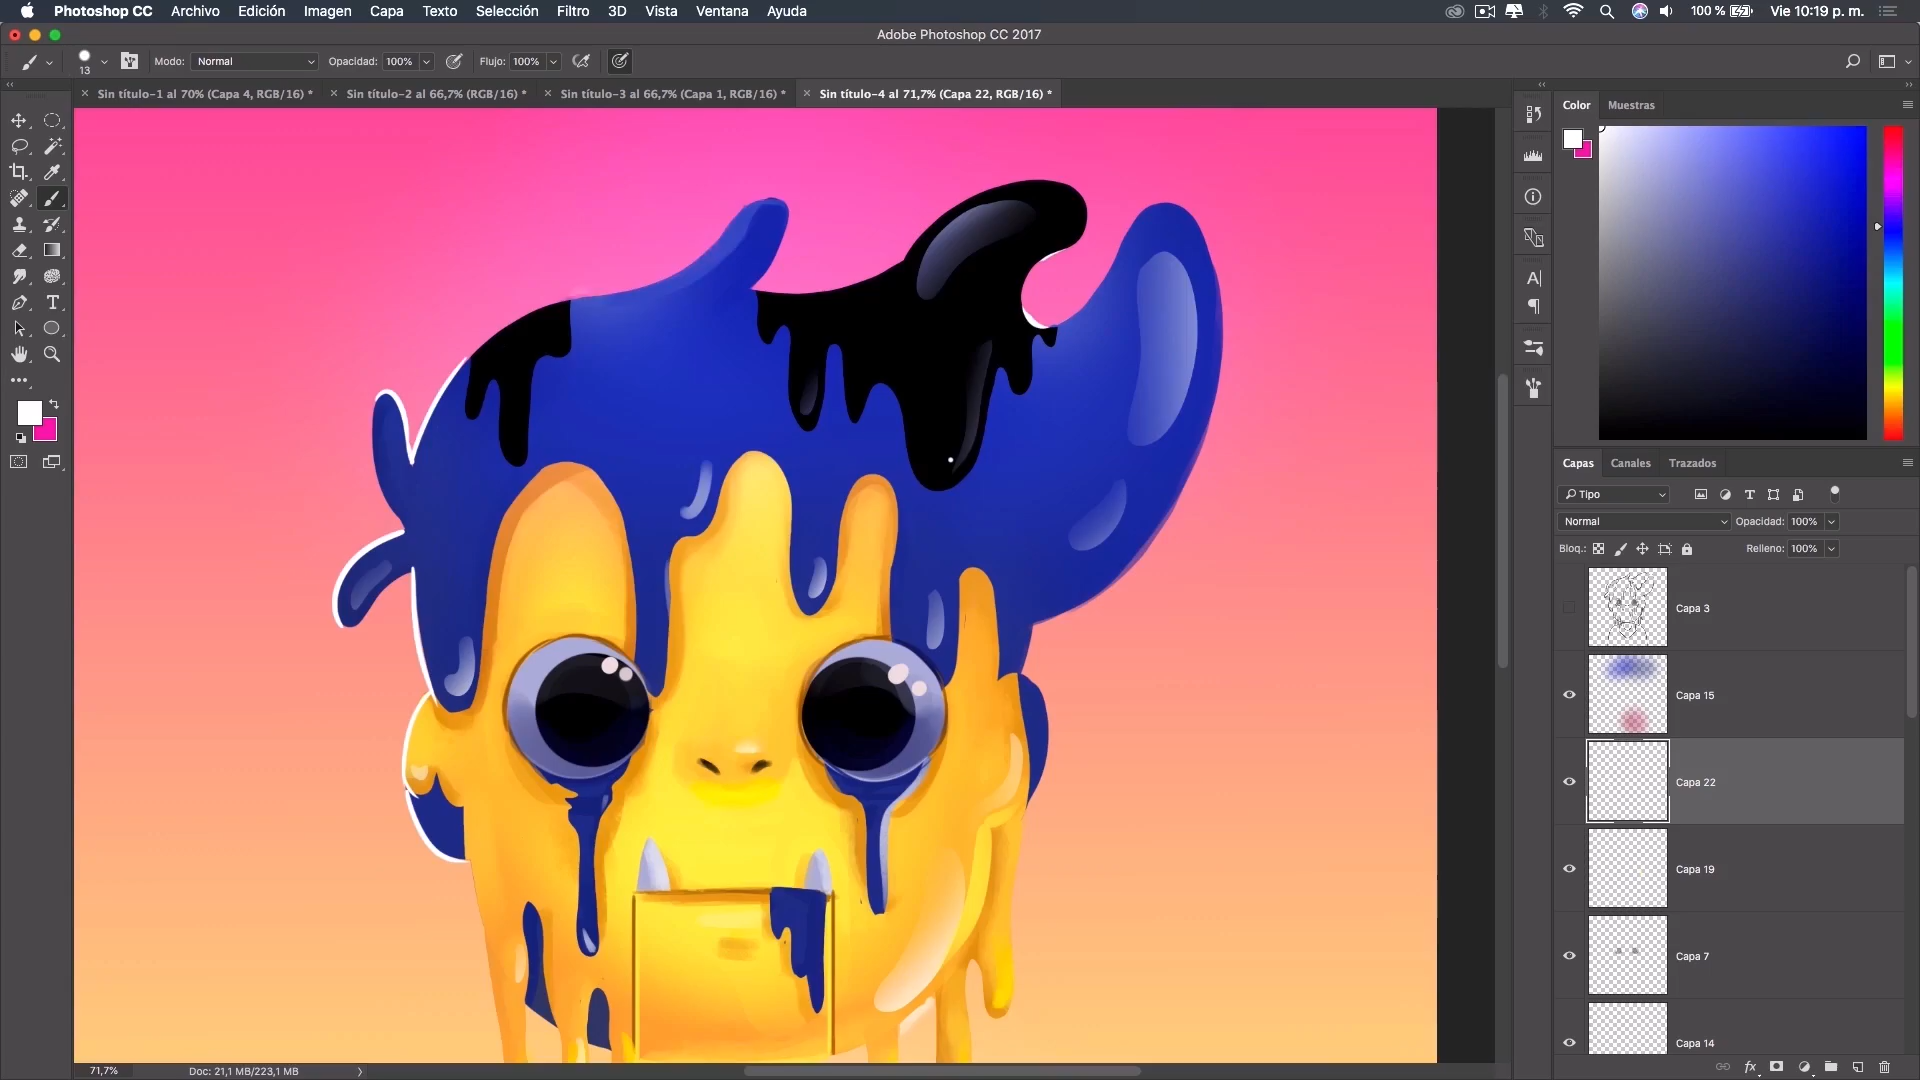 Photoshop CC Archivo Edición Imagen Capa Texto Selección Filtro 3D Vista Ventana Ayuda 100 % Vie 10:19 p. m.
Adobe Photoshop CC 2017
13 Modo: Normal Opacidad: 100% Flujo: 100%
Sin título-1 al 70% (Capa 4, RGB/16) * Sin título-2 al 66,7% (RGB/16) * Sin título-3 al 66,7% (Capa 1, RGB/16) * Sin título-4 al 71,7% (Capa 22, RGB/16) *
Color Muestras
Capas Canales Trazados
Tipo
Normal Opacidad: 100%
Bloq.: Relleno: 100%
Capa 3
Capa 15
Capa 22
Capa 19
Capa 7
Capa 14
71,7% Doc: 21,1 MB/223,1 MB